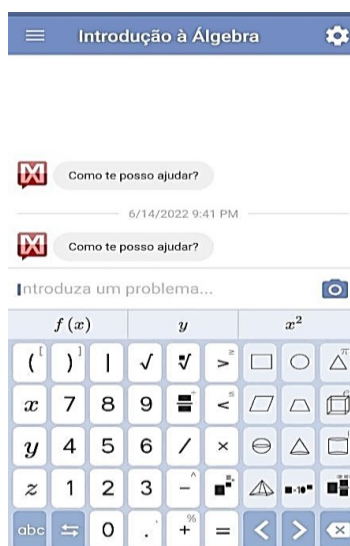 Introdução à Álgebra
Como te posso ajudar?
6/14/2022 9:41 PM
Como te posso ajudar?
Introduza um problema...
f(x) y x²
( [ ) ] | √ ∛ > ≥
x 7 8 9 ÷ < ≤
y 4 5 6 / ×
z 1 2 3 − ^
abc 0 . , + % =